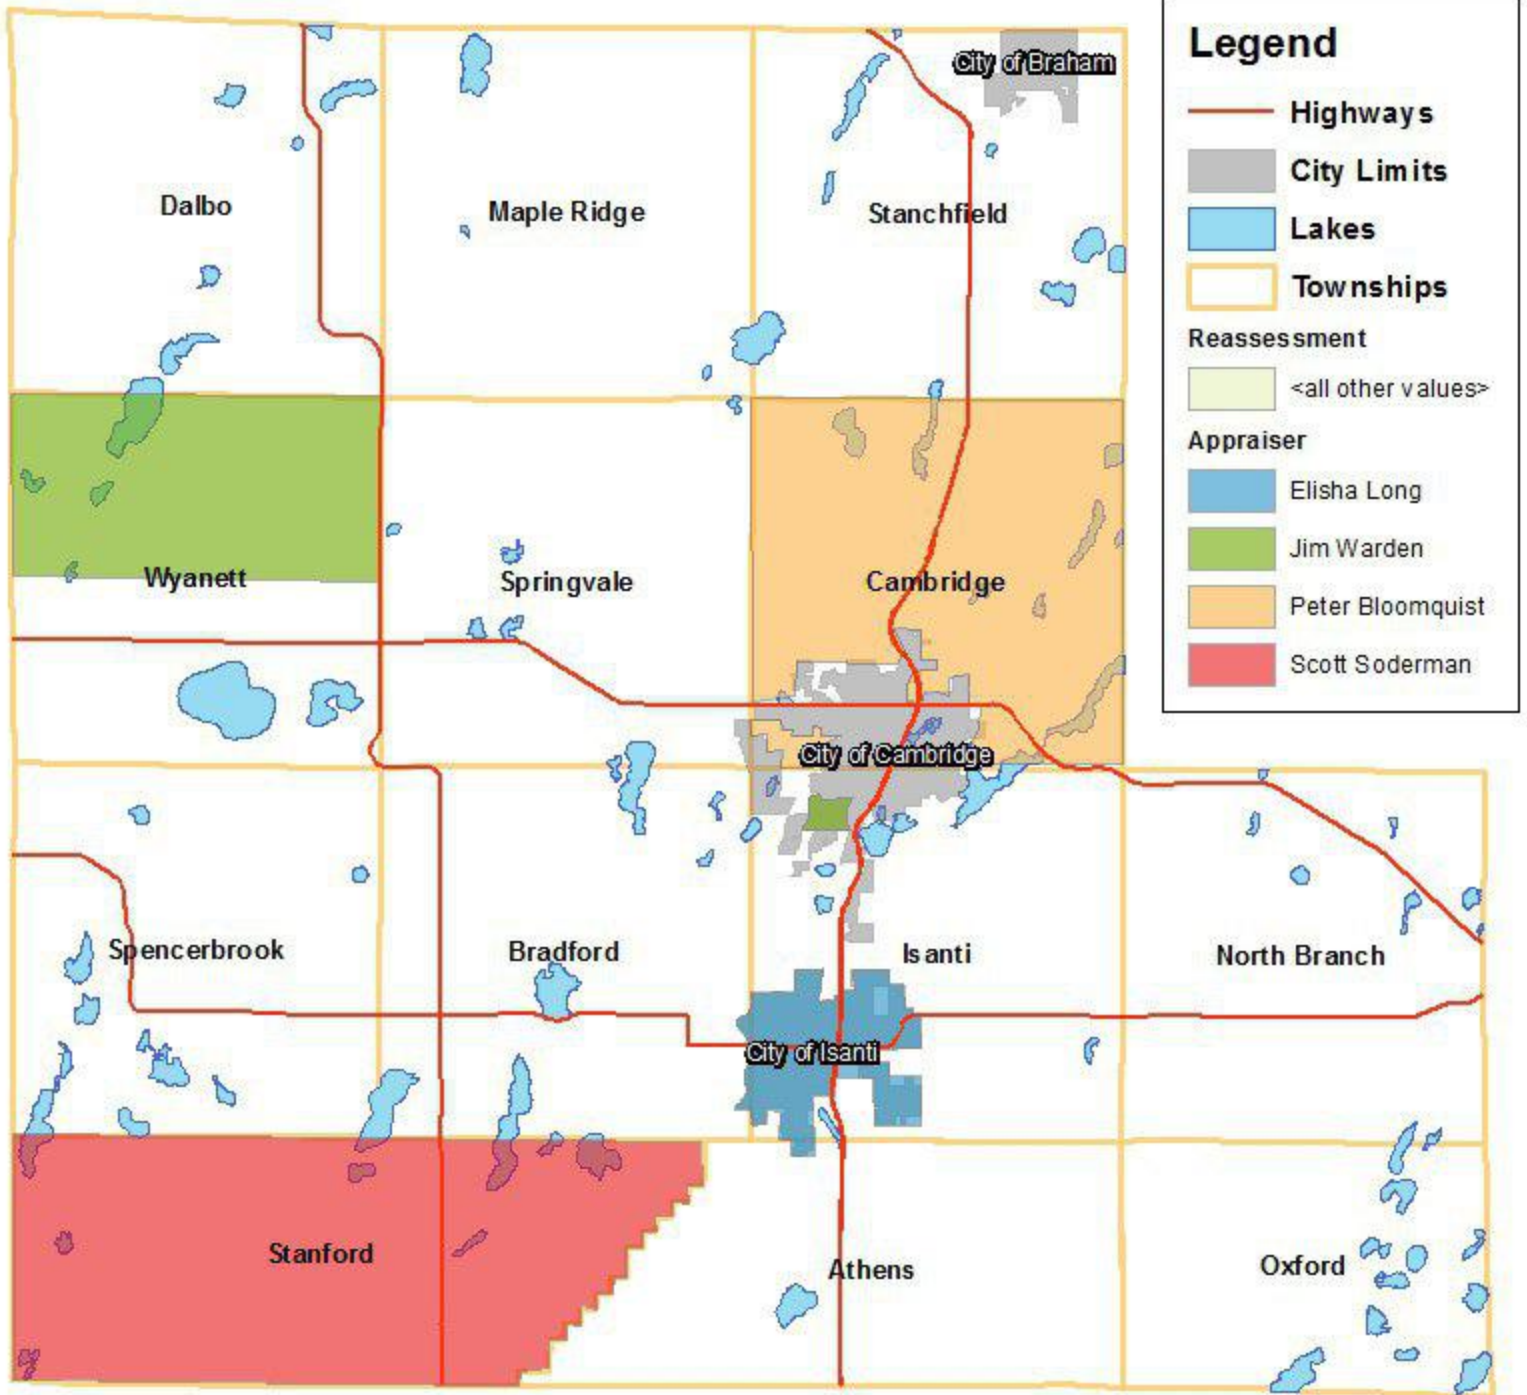 City of Braham
Dalbo
Maple Ridge
Stanchfield
Wyanett
Springvale
Cambridge
City of Cambridge
Spencerbrook
Bradford
Isanti
North Branch
City of Isanti
Stanford
Athens
Oxford
Legend
Highways
City Limits
Lakes
Townships
Reassessment
<all other values>
Appraiser
Elisha Long
Jim Warden
Peter Bloomquist
Scott Soderman